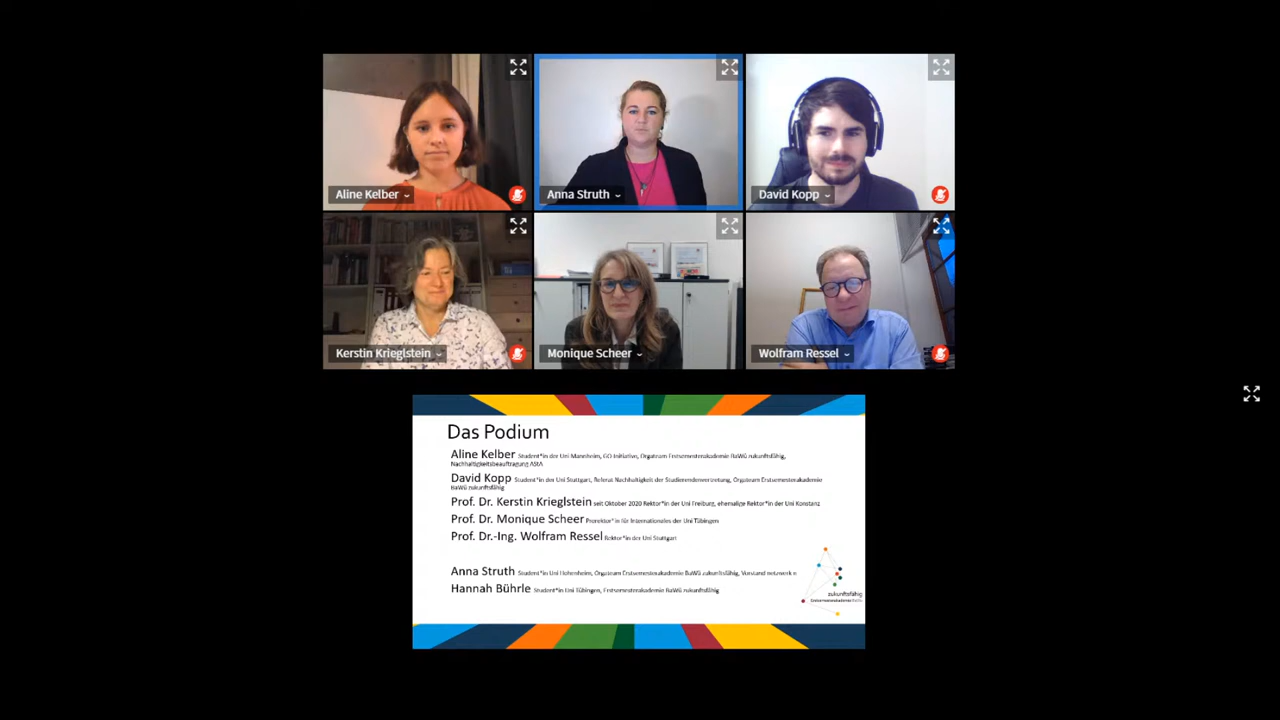 Aline Kelber
Anna Struth
David Kopp
Kerstin Krieglstein
Monique Scheer
Wolfram Ressel
Das Podium
Aline Kelber Student*in der Uni Mannheim, GO Initiative, Orgateam Erstsemesterakademie BaWü zukunftsfähig,
Nachhaltigkeitsbeauftragung AStA
David Kopp Student*in der Uni Stuttgart, Referat Nachhaltigkeit der Studierendenvertretung, Orgateam Erstsemesterakademie
BaWü zukunftsfähig
Prof. Dr. Kerstin Krieglstein seit Oktober 2020 Rektor*in der Uni Freiburg, ehemalige Rektor*in der Uni Konstanz
Prof. Dr. Monique Scheer Prorektor*in für Internationales der Uni Tübingen
Prof. Dr.-Ing. Wolfram Ressel Rektor*in der Uni Stuttgart
Anna Struth Student*in Uni Hohenheim, Orgateam Erstsemesterakademie BaWü zukunftsfähig, Vorstand netzwerk n
Hannah Bührle Student*in Uni Tübingen, Erstsemesterakademie BaWü zukunftsfähig
zukunftsfähig
Erstsemesterakademie BaWü